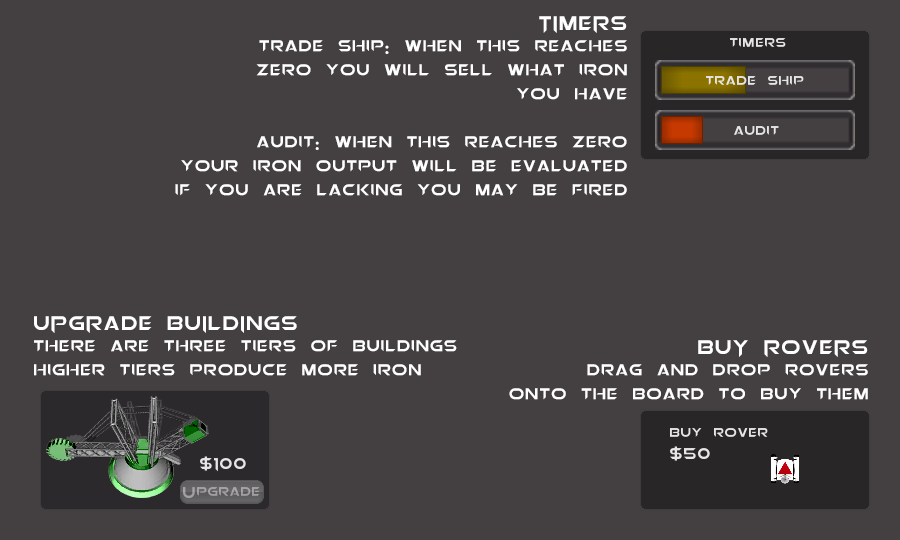 TIMERS
TRADE SHIP: WHEN THIS REACHES
ZERO YOU WILL SELL WHAT IRON
YOU HAVE
AUDIT: WHEN THIS REACHES ZERO
YOUR IRON OUTPUT WILL BE EVALUATED
IF YOU ARE LACKING YOU MAY BE FIRED
TIMERS
TRADE SHIP
AUDIT
UPGRADE BUILDINGS
THERE ARE THREE TIERS OF BUILDINGS
HIGHER TIERS PRODUCE MORE IRON
$100
UPGRADE
BUY ROVERS
DRAG AND DROP ROVERS
ONTO THE BOARD TO BUY THEM
BUY ROVER
$50